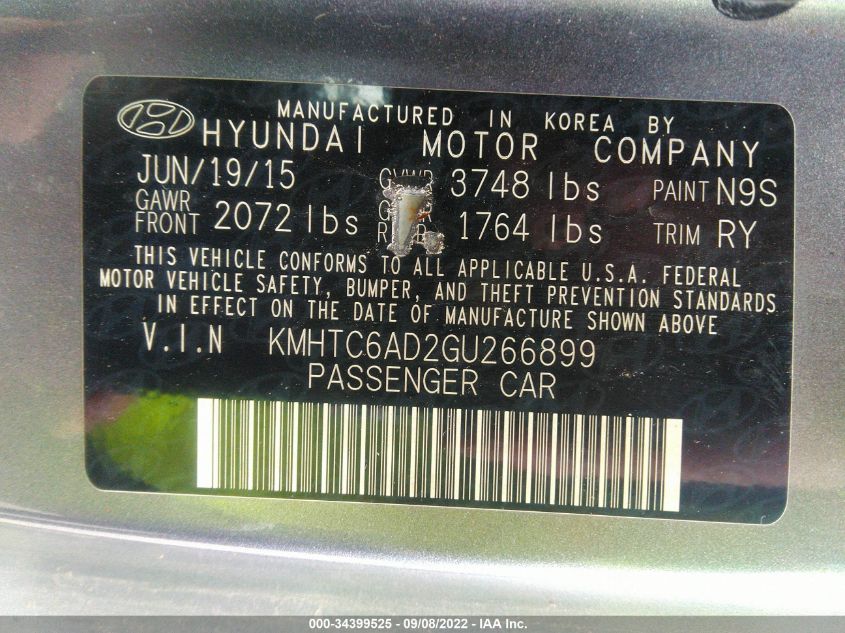 MANUFACTURED IN KOREA BY
HYUNDAI MOTOR COMPANY
JUN/19/15 3748 lbs PAINT N9S
GAWR FRONT 2072 lbs 1764 lbs TRIM RY
THIS VEHICLE CONFORMS TO ALL APPLICABLE U.S.A. FEDERAL
MOTOR VEHICLE SAFETY, BUMPER, AND THEFT PREVENTION STANDARDS
IN EFFECT ON THE DATE OF MANUFACTURE SHOWN ABOVE
V.I.N KMHTC6AD2GU266899
PASSENGER CAR
000-34399525 - 09/08/2022 - IAA Inc.